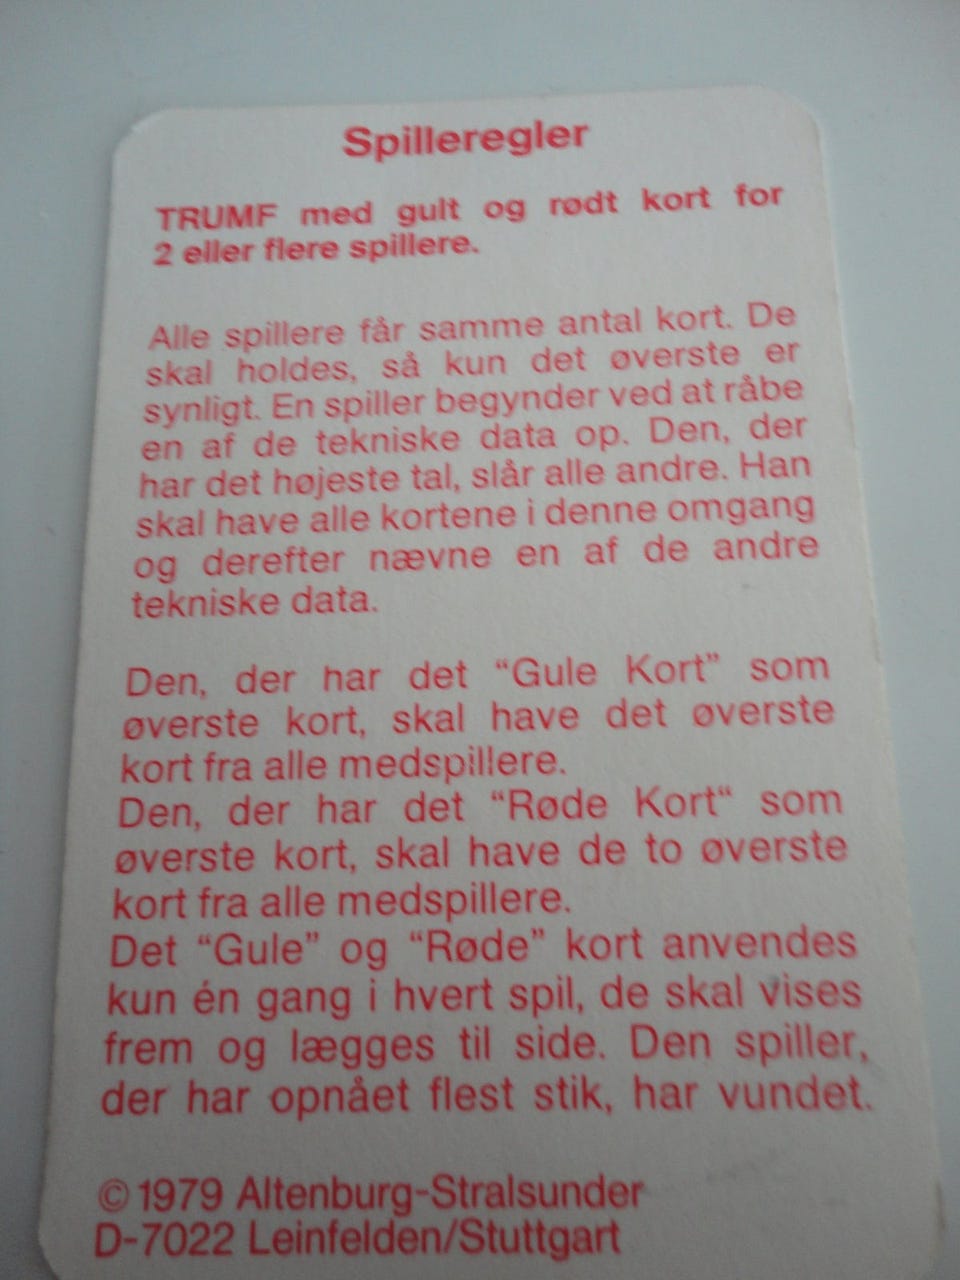 Spilleregler
TRUMF med gult og rødt kort for
2 eller flere spillere.
Alle spillere får samme antal kort. De
skal holdes, så kun det øverste er
synligt. En spiller begynder ved at råbe
en af de tekniske data op. Den, der
har det højeste tal, slår alle andre. Han
skal have alle kortene i denne omgang
og derefter nævne en af de andre
tekniske data.
Den, der har det “Gule Kort” som
øverste kort, skal have det øverste
kort fra alle medspillere.
Den, der har det “Røde Kort“ som
øverste kort, skal have de to øverste
kort fra alle medspillere.
Det “Gule” og “Røde” kort anvendes
kun én gang i hvert spil, de skal vises
frem og lægges til side. Den spiller,
der har opnået flest stik, har vundet.
© 1979 Altenburg-Stralsunder
D-7022 Leinfelden/Stuttgart